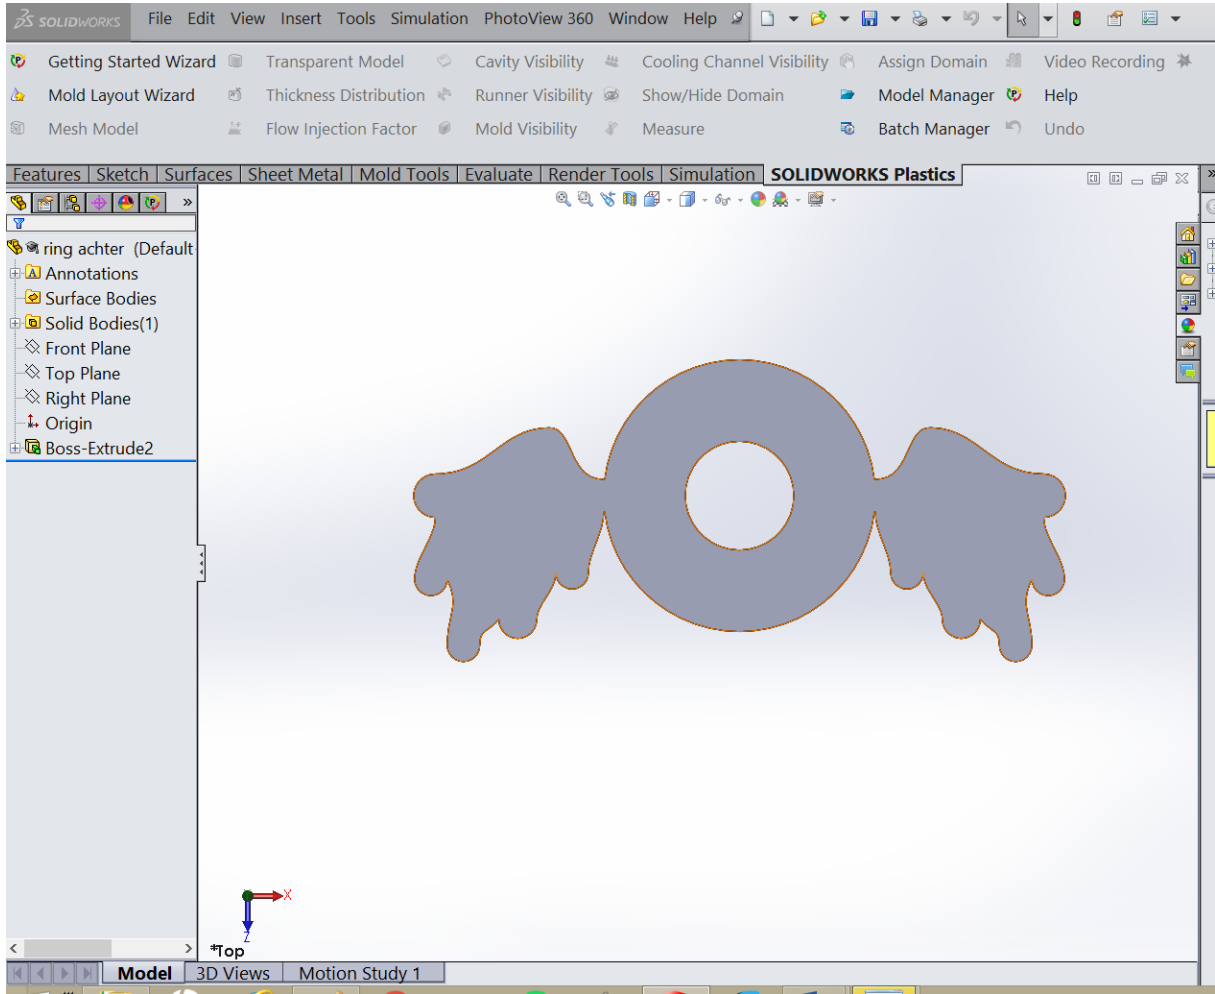 SOLIDWORKS File Edit View Insert Tools Simulation PhotoView 360 Window Help
Getting Started Wizard Transparent Model Cavity Visibility Cooling Channel Visibility Assign Domain Video Recording
Mold Layout Wizard Thickness Distribution Runner Visibility Show/Hide Domain Model Manager Help
Mesh Model Flow Injection Factor Mold Visibility Measure Batch Manager Undo
Features Sketch Surfaces Sheet Metal Mold Tools Evaluate Render Tools Simulation SOLIDWORKS Plastics
ring achter (Default
Annotations
Surface Bodies
Solid Bodies(1)
Front Plane
Top Plane
Right Plane
Origin
Boss-Extrude2
X
Z
*Top
Model 3D Views Motion Study 1